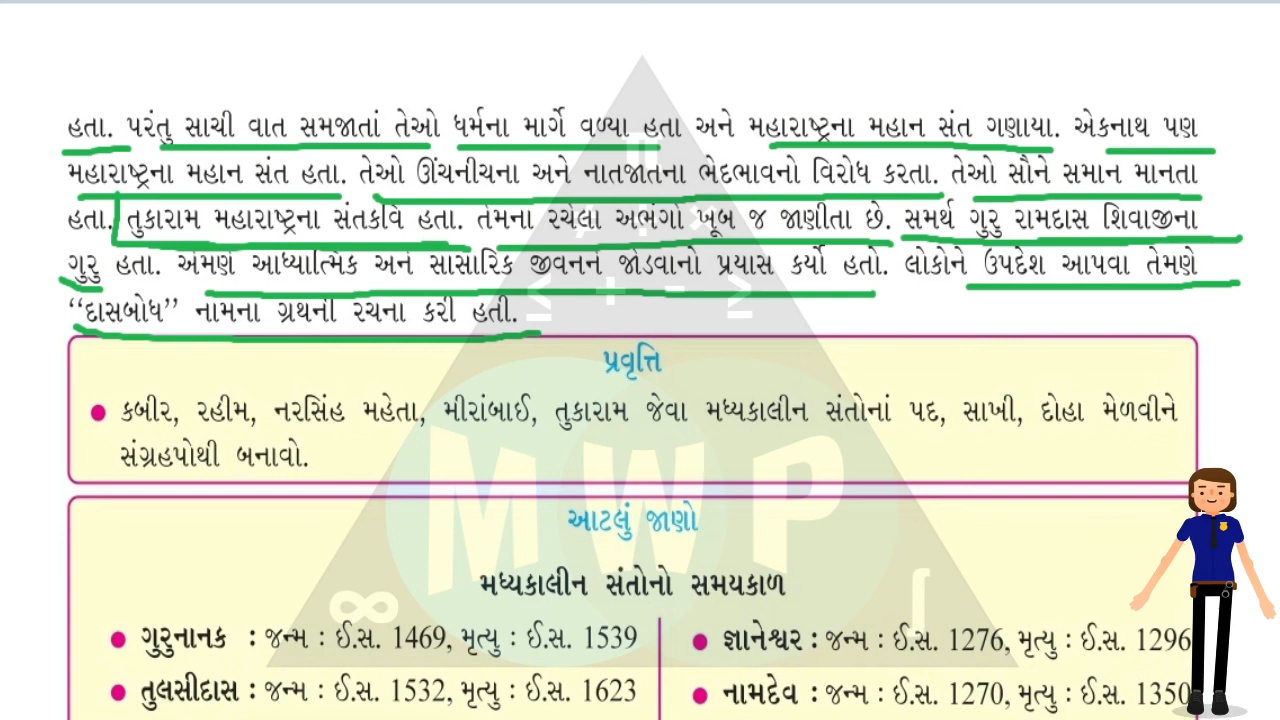 હતા. પરંતુ સાચી વાત સમજાતાં તેઓ ધર્મના માર્ગે વળ્યા હતા અને મહારાષ્ટ્રના મહાન સંત ગણાયા. એકનાથ પણ
મહારાષ્ટ્રના મહાન સંત હતા. તેઓ ઊંચનીચના અને નાતજાતના ભેદભાવનો વિરોધ કરતા. તેઓ સૌને સમાન માનતા
હતા. તુકારામ મહારાષ્ટ્રના સંતકવિ હતા. તેમના રચેલા અભંગો ખૂબ જ જાણીતા છે. સમર્થ ગુરુ રામદાસ શિવાજીના
ગુરુ હતા. એમણે આધ્યાત્મિક અને સાંસારિક જીવનને જોડવાનો પ્રયાસ કર્યો હતો. લોકોને ઉપદેશ આપવા તેમણે
“દાસબોધ” નામના ગ્રંથની રચના કરી હતી.
પ્રવૃત્તિ
● કબીર, રહીમ, નરસિંહ મહેતા, મીરાંબાઈ, તુકારામ જેવા મધ્યકાલીન સંતોનાં પદ, સાખી, દોહા મેળવીને
સંગ્રહપોથી બનાવો.
MWP
આટલું જાણો
મધ્યકાલીન સંતોનો સમયકાળ
● ગુરુનાનક : જન્મ : ઈ.સ. 1469, મૃત્યુ : ઈ.સ. 1539
● તુલસીદાસ : જન્મ : ઈ.સ. 1532, મૃત્યુ : ઈ.સ. 1623
● જ્ઞાનેશ્વર : જન્મ : ઈ.સ. 1276, મૃત્યુ : ઈ.સ. 1296
● નામદેવ : જન્મ : ઈ.સ. 1270, મૃત્યુ : ઈ.સ. 1350